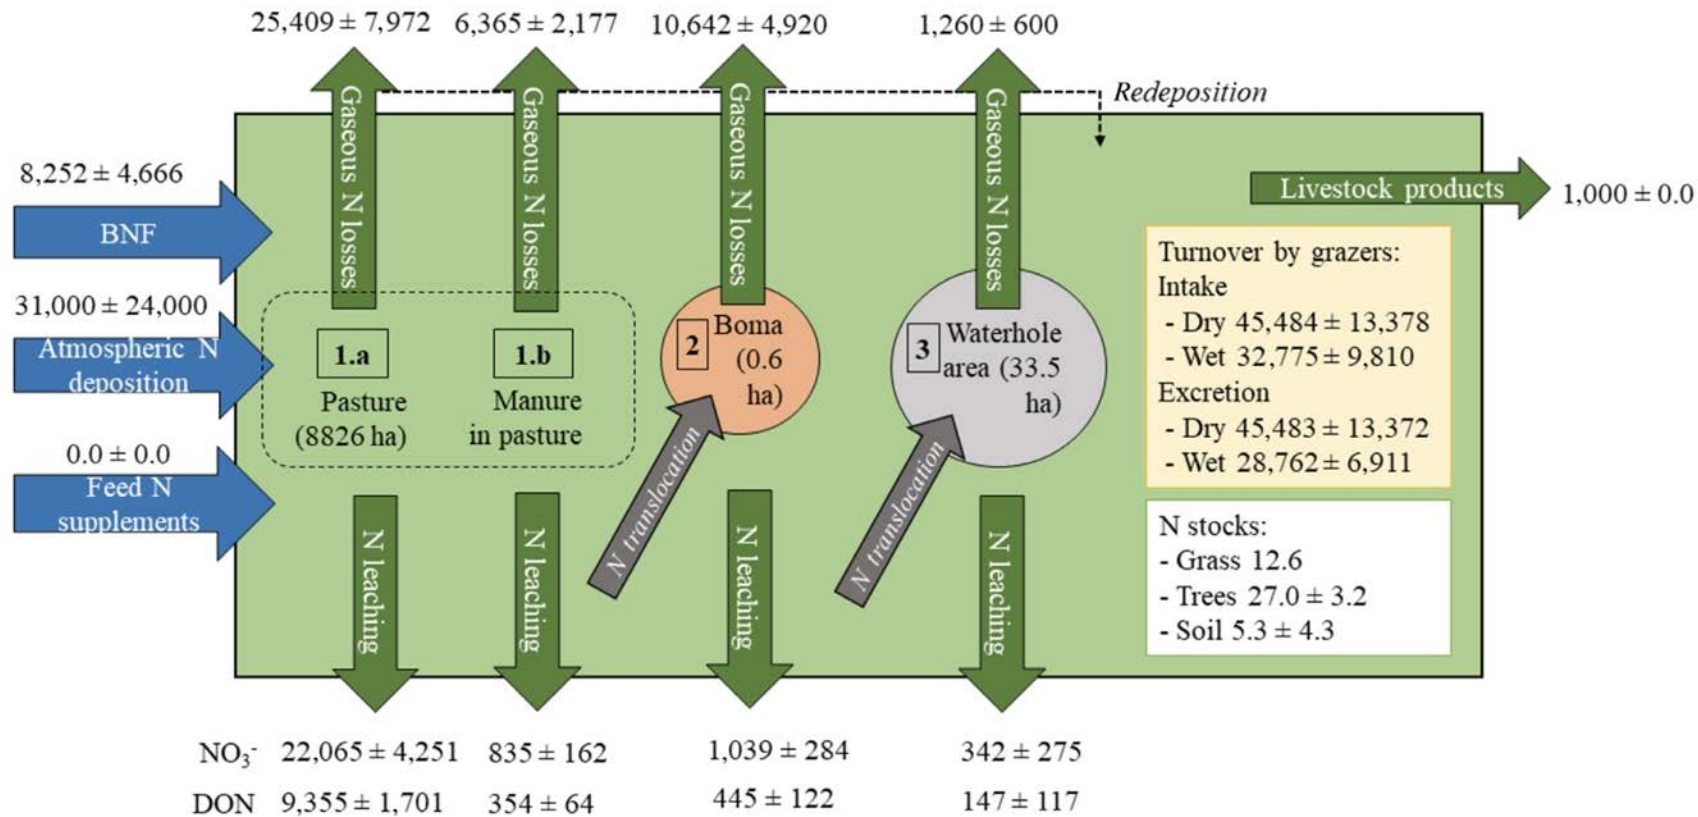 25,409 ± 7,972
6,365 ± 2,177
10,642 ± 4,920
1,260 ± 600
Redeposition
Gaseous N losses
Gaseous N losses
Gaseous N losses
Gaseous N losses
8,252 ± 4,666
BNF
31,000 ± 24,000
Atmospheric N
deposition
0.0 ± 0.0
Feed N
supplements
Livestock products
1,000 ± 0.0
1.a
Pasture
(8826 ha)
1.b
Manure
in pasture
2
Boma
(0.6
ha)
3
Waterhole
area (33.5
ha)
N translocation
N translocation
Turnover by grazers:
Intake
- Dry 45,484 ± 13,378
- Wet 32,775 ± 9,810
Excretion
- Dry 45,483 ± 13,372
- Wet 28,762 ± 6,911
N stocks:
- Grass 12.6
- Trees 27.0 ± 3.2
- Soil 5.3 ± 4.3
N leaching
N leaching
N leaching
N leaching
NO₃⁻ 22,065 ± 4,251 835 ± 162 1,039 ± 284 342 ± 275
DON 9,355 ± 1,701 354 ± 64 445 ± 122 147 ± 117